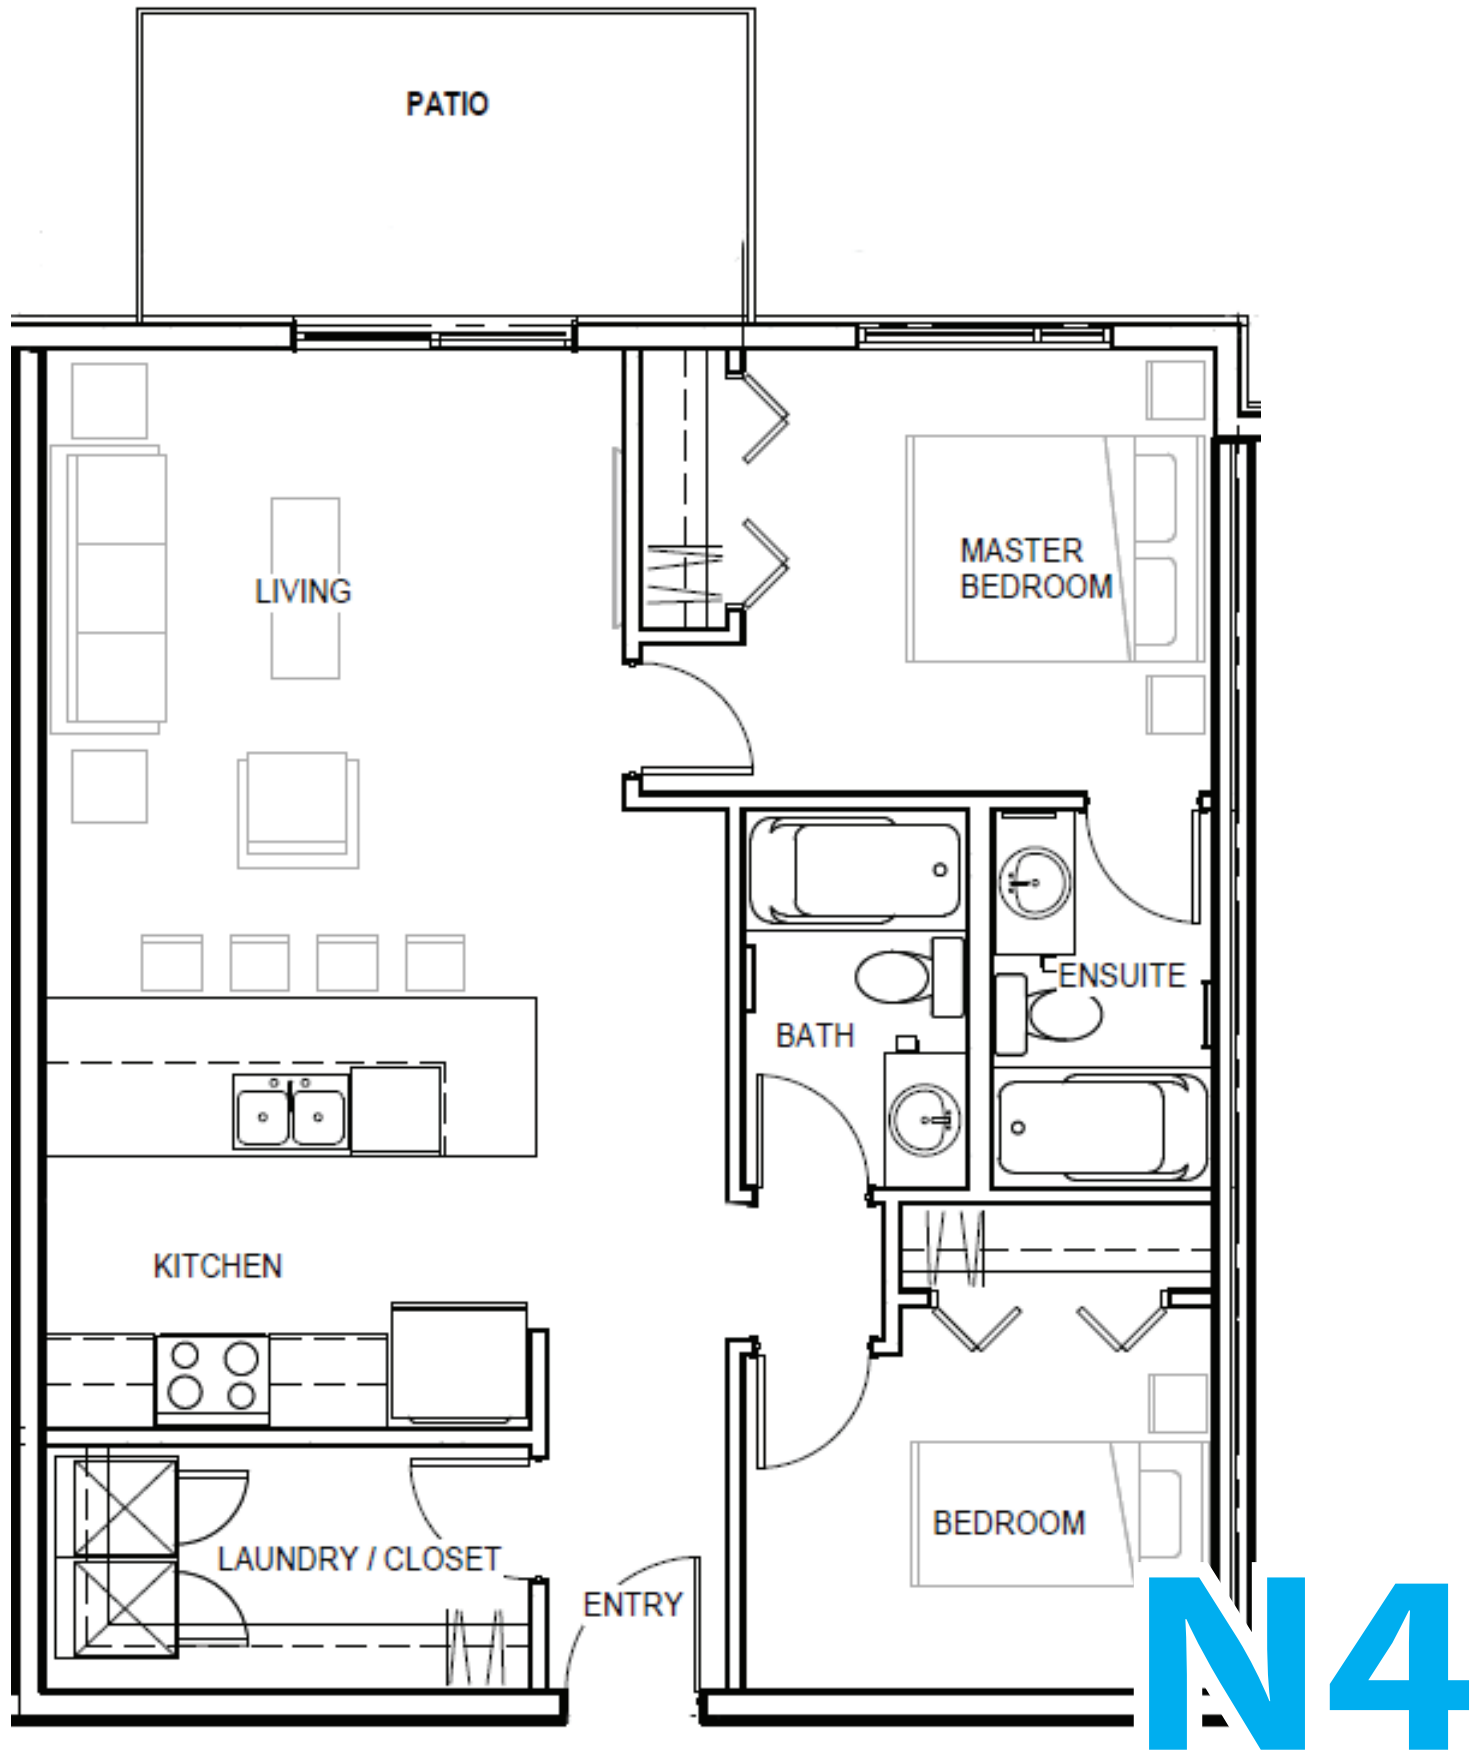 PATIO
LIVING
MASTER
BEDROOM
ENSUITE
BATH
KITCHEN
BEDROOM
LAUNDRY / CLOSET
ENTRY
N4